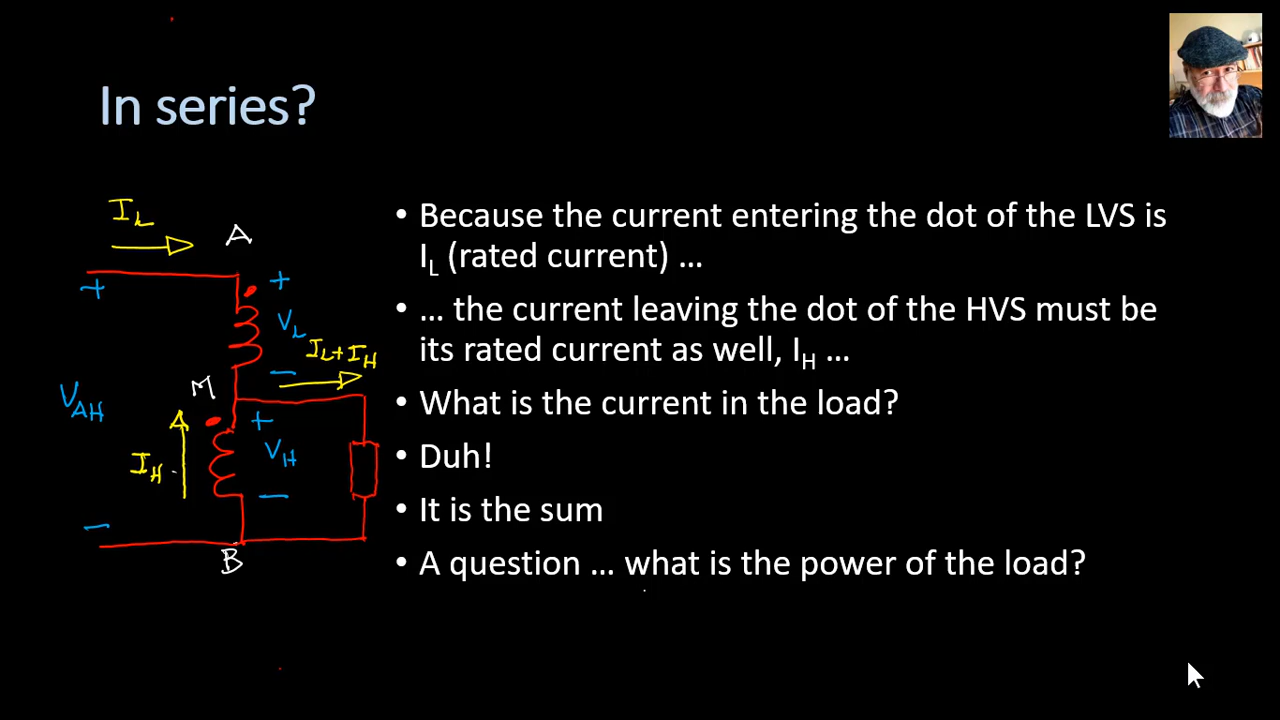 In series?
I_L
A
+
+
V_L
I_L+I_H
−
M
V_AH
+
I_H
V_H
−
−
B
• Because the current entering the dot of the LVS is
I_L (rated current) …
• … the current leaving the dot of the HVS must be
its rated current as well, I_H …
• What is the current in the load?
• Duh!
• It is the sum
• A question … what is the power of the load?